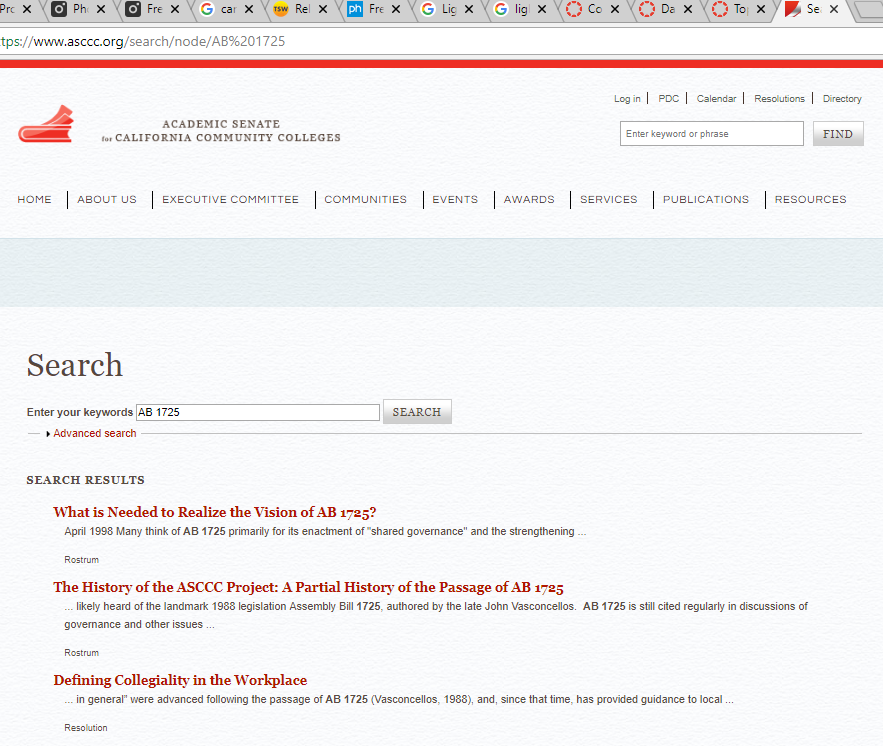 Pro Ph Fre car TSW Rel ph Fre Lig lig Co Da Top Sea
tps://www.asccc.org/search/node/AB%201725
Log in PDC Calendar Resolutions Directory
ACADEMIC SENATE
for CALIFORNIA COMMUNITY COLLEGES
Enter keyword or phrase FIND
HOME ABOUT US EXECUTIVE COMMITTEE COMMUNITIES EVENTS AWARDS SERVICES PUBLICATIONS RESOURCES
Search
Enter your keywords AB 1725 SEARCH
Advanced search
SEARCH RESULTS
What is Needed to Realize the Vision of AB 1725?
April 1998 Many think of AB 1725 primarily for its enactment of "shared governance" and the strengthening ...
Rostrum
The History of the ASCCC Project: A Partial History of the Passage of AB 1725
... likely heard of the landmark 1988 legislation Assembly Bill 1725, authored by the late John Vasconcellos. AB 1725 is still cited regularly in discussions of
governance and other issues ...
Rostrum
Defining Collegiality in the Workplace
... in general" were advanced following the passage of AB 1725 (Vasconcellos, 1988), and, since that time, has provided guidance to local ...
Resolution